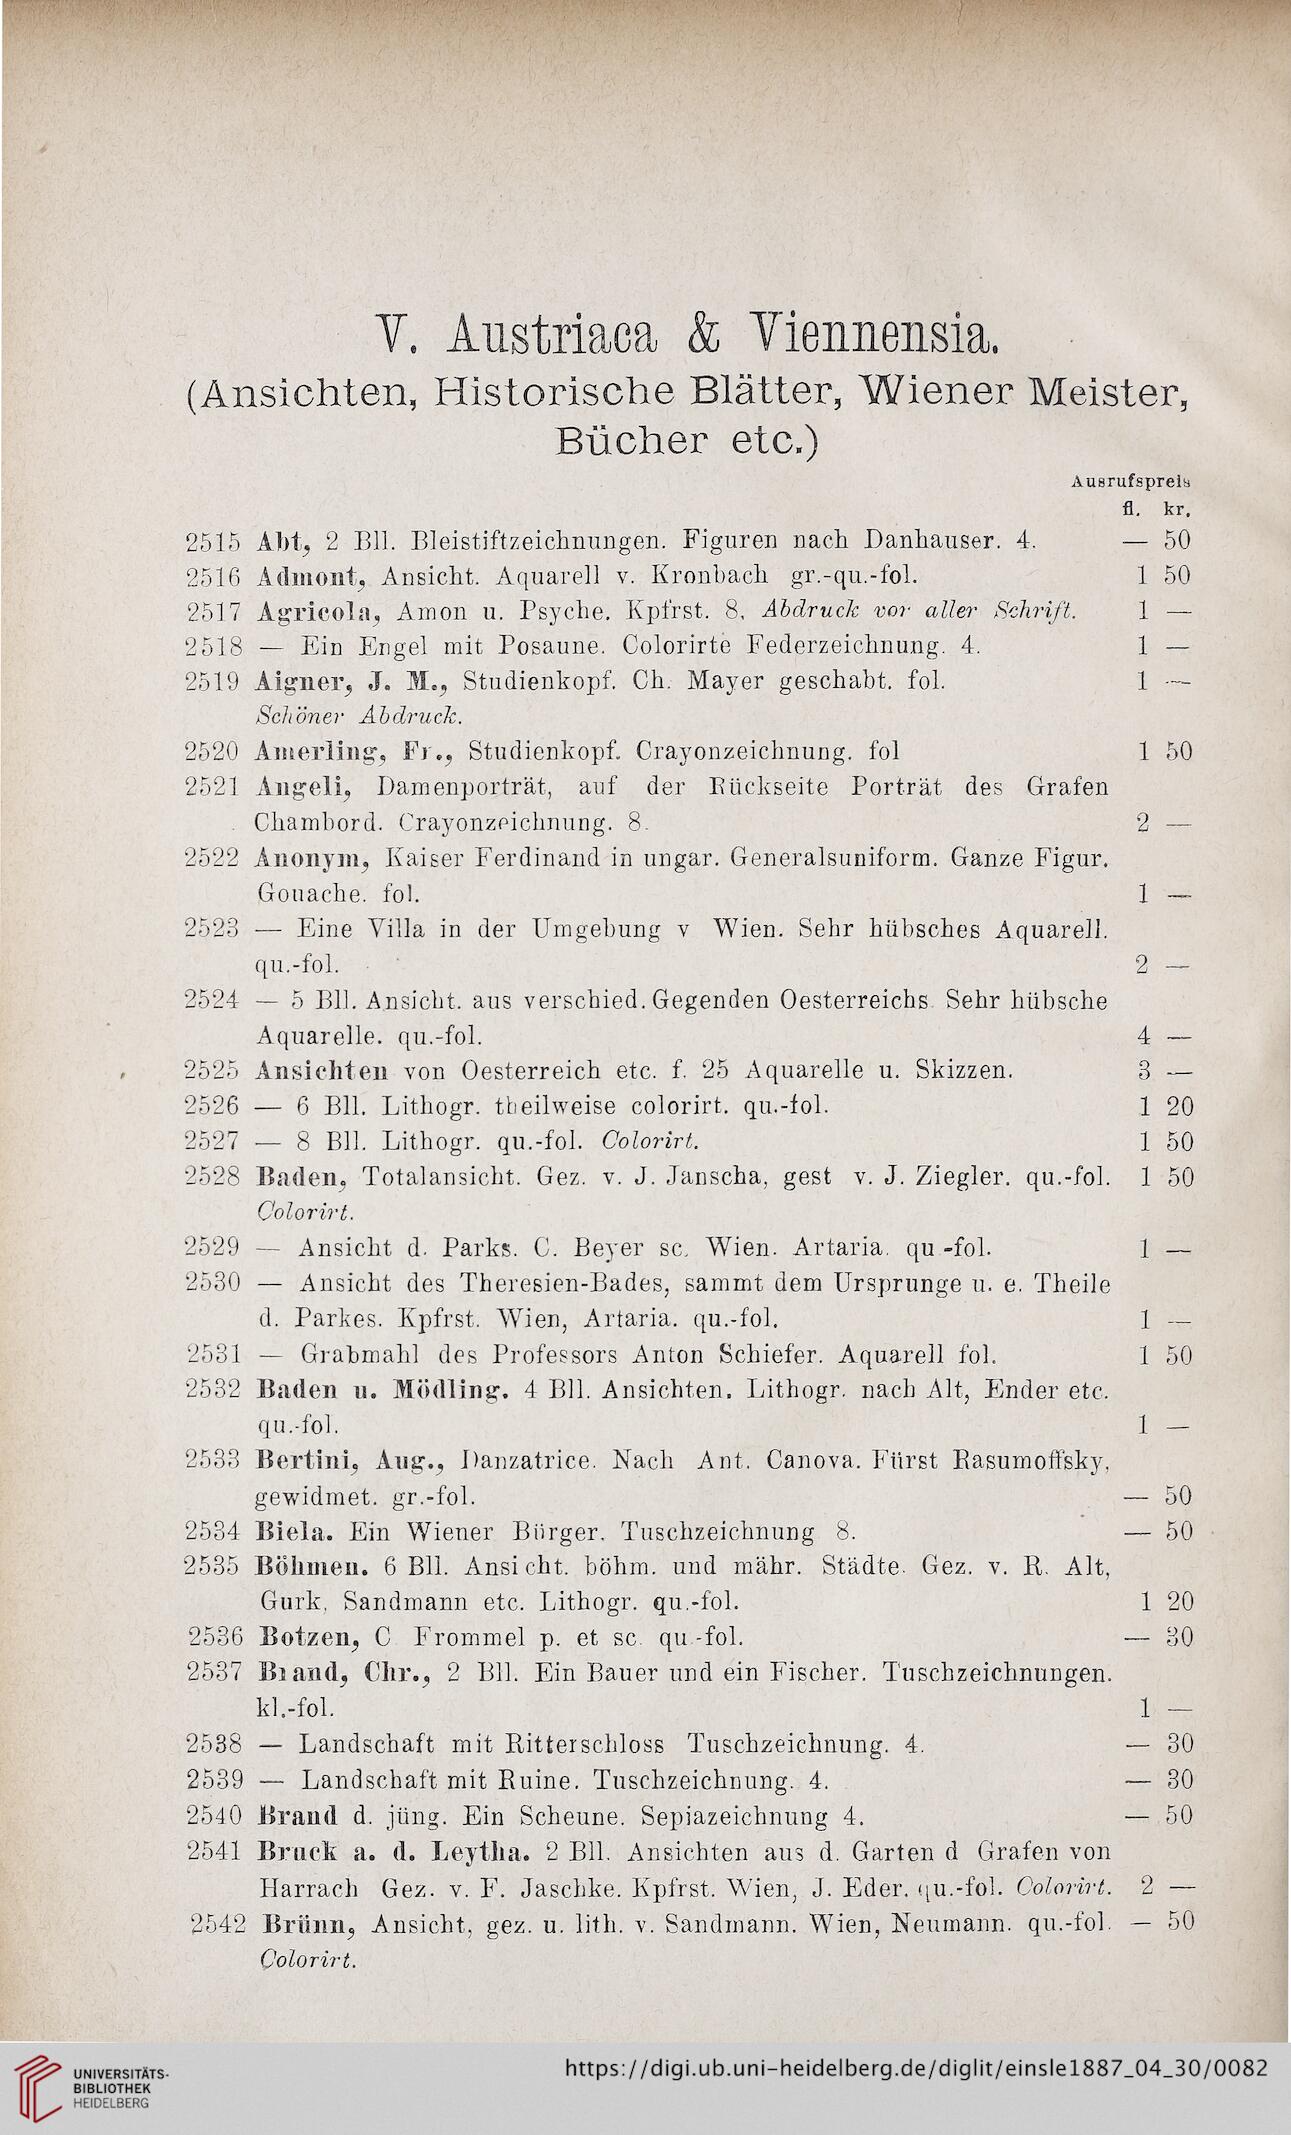 V. Austriaca & Viennensia.
(Ansichten, Historische Blätter, Wiener Meister,
Bücher etc.)
Ausrufspreis
fl. kr.
2515 Abt, 2 Bll. Bleistiftzeichnungen. Figuren nach Danhauser. 4. — 50
2516 Admont, Ansicht. Aquarell v. Kronbach gr.-qu.-fol. 1 50
2517 Agricola, Amon u. Psyche. Kpfrst. 8. Abdruck vor aller Schrift. 1 —
2518 — Ein Engel mit Posaune. Colorirte Federzeichnung. 4. 1 —
2519 Aigner, J. M., Studienkopf. Ch. Mayer geschabt. fol. 1 —
Schöner Abdruck.
2520 Amerling, Fr., Studienkopf. Crayonzeichnung. fol 1 50
2521 Angeli, Damenporträt, auf der Rückseite Porträt des Grafen
Chambord. Crayonzeichnung. 8. 2 —
2522 Anonym, Kaiser Ferdinand in ungar. Generalsuniform. Ganze Figur.
Gouache. fol. 1 —
2523 — Eine Villa in der Umgebung v Wien. Sehr hübsches Aquarell.
qu.-fol. 2 —
2524 — 5 Bll. Ansicht. aus verschied. Gegenden Oesterreichs Sehr hübsche
Aquarelle. qu.-fol. 4 —
2525 Ansichten von Oesterreich etc. f. 25 Aquarelle u. Skizzen. 3 —
2526 — 6 Bll. Lithogr. theilweise colorirt. qu.-fol. 1 20
2527 — 8 Bll. Lithogr. qu.-fol. Colorirt. 1 50
2528 Baden, Totalansicht. Gez. v. J. Janscha, gest v. J. Ziegler. qu.-fol. 1 50
Colorirt.
2529 — Ansicht d. Parks. C. Beyer sc. Wien. Artaria. qu-fol. 1 —
2530 — Ansicht des Theresien-Bades, sammt dem Ursprunge u. e. Theile
d. Parkes. Kpfrst. Wien, Artaria. qu.-fol. 1 —
2531 — Grabmahl des Professors Anton Schiefer. Aquarell fol. 1 50
2532 Baden u. Mödling. 4 Bll. Ansichten. Lithogr. nach Alt, Ender etc.
qu.-fol. 1 —
2533 Bertini, Aug., Danzatrice. Nach Ant. Canova. Fürst Rasumoffsky,
gewidmet. gr.-fol. — 50
2534 Biela. Ein Wiener Bürger. Tuschzeichnung 8. — 50
2535 Böhmen. 6 Bll. Ansicht. böhm. und mähr. Städte. Gez. v. R. Alt,
Gurk, Sandmann etc. Lithogr. qu.-fol. 1 20
2536 Botzen, C Frommel p. et sc. qu-fol. — 30
2537 Brand, Chr., 2 Bll. Ein Bauer und ein Fischer. Tuschzeichnungen.
kl.-fol. 1 —
2538 — Landschaft mit Ritterschloss Tuschzeichnung. 4. — 30
2539 — Landschaft mit Ruine. Tuschzeichnung. 4. — 30
2540 Brand d. jüng. Ein Scheune. Sepiazeichnung 4. — 50
2541 Bruck a. d. Leytha. 2 Bll. Ansichten aus d. Garten d Grafen von
Harrach Gez. v. F. Jaschke. Kpfrst. Wien, J. Eder. qu.-fol. Colorirt. 2 —
2542 Brünn, Ansicht, gez. u. lith. v. Sandmann. Wien, Neumann. qu.-fol. — 50
Colorirt.
UNIVERSITÄTS-
BIBLIOTHEK
HEIDELBERG
https://digi.ub.uni-heidelberg.de/diglit/einsle1887_04_30/0082